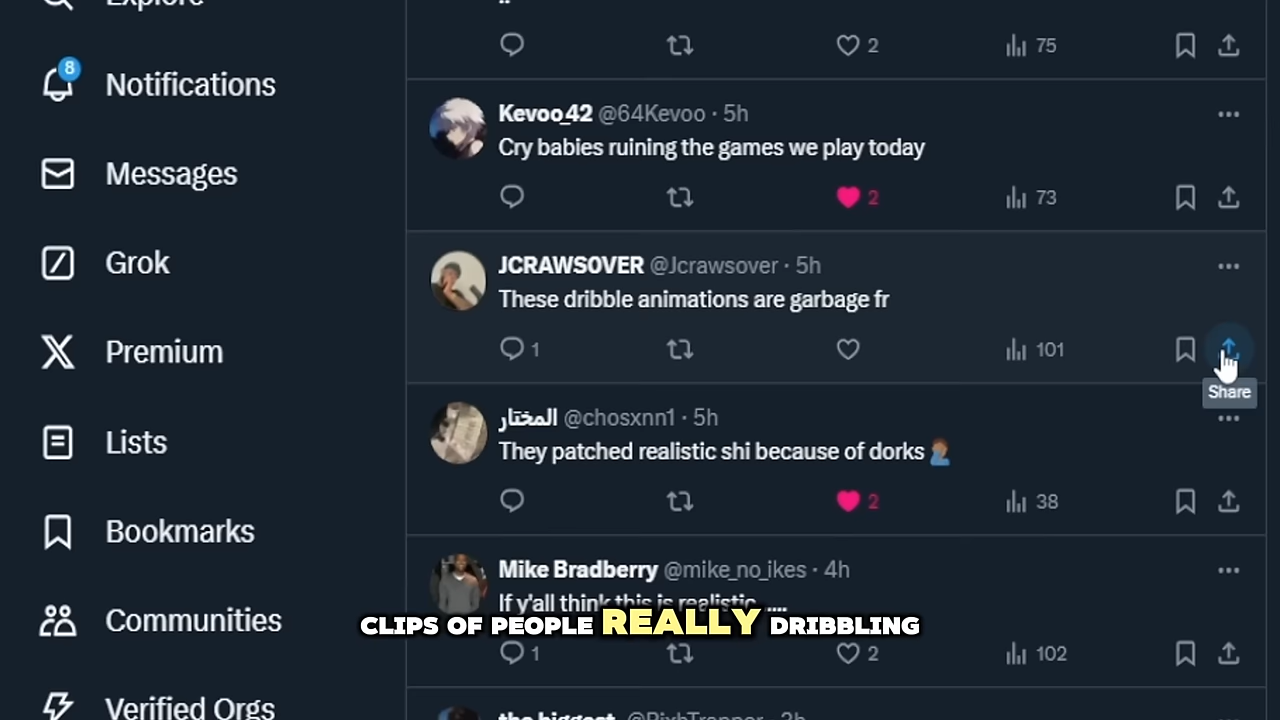 Explore
8
Notifications
Messages
Grok
Premium
Lists
Bookmarks
Communities
Verified Orgs
2
75
Kevoo_42 @64Kevoo · 5h
Cry babies ruining the games we play today
2
73
JCRAWSOVER @Jcrawsover · 5h
These dribble animations are garbage fr
1
101
Share
المختار @chosxnn1 · 5h
They patched realistic shi because of dorks🤦🏾‍♂️
2
38
Mike Bradberry @mike_no_ikes · 4h
If y'all think this is realistic.....
CLIPS OF PEOPLE REALLY DRIBBLING
1
2
102